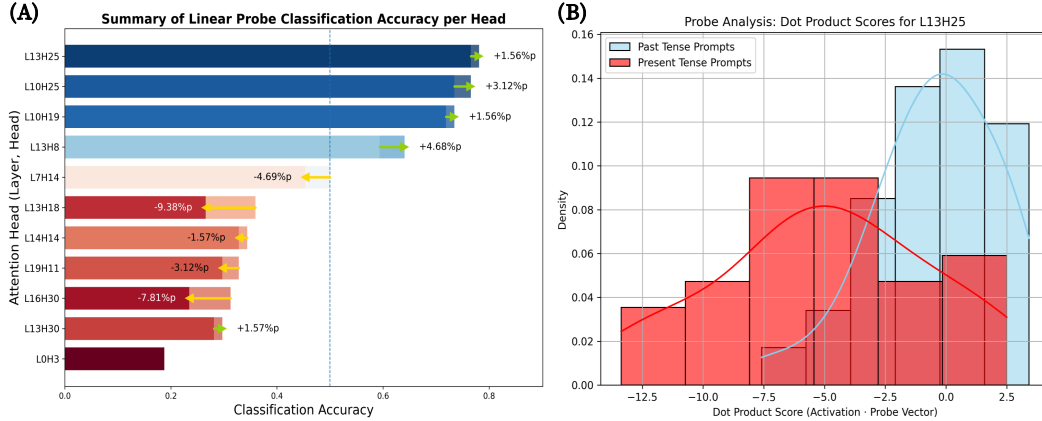 (A)
Summary of Linear Probe Classification Accuracy per Head
Attention Head (Layer, Head)
L13H25
+1.56%p
L10H25
+3.12%p
L10H19
+1.56%p
L13H8
+4.68%p
L7H14
-4.69%p
L13H18
-9.38%p
L14H14
-1.57%p
L19H11
-3.12%p
L16H30
-7.81%p
L13H30
+1.57%p
L0H3
0.0 0.2 0.4 0.6 0.8
Classification Accuracy
(B)
Probe Analysis: Dot Product Scores for L13H25
Past Tense Prompts
Present Tense Prompts
Density
0.16
0.14
0.12
0.10
0.08
0.06
0.04
0.02
0.00
−12.5 −10.0 −7.5 −5.0 −2.5 0.0 2.5
Dot Product Score (Activation · Probe Vector)